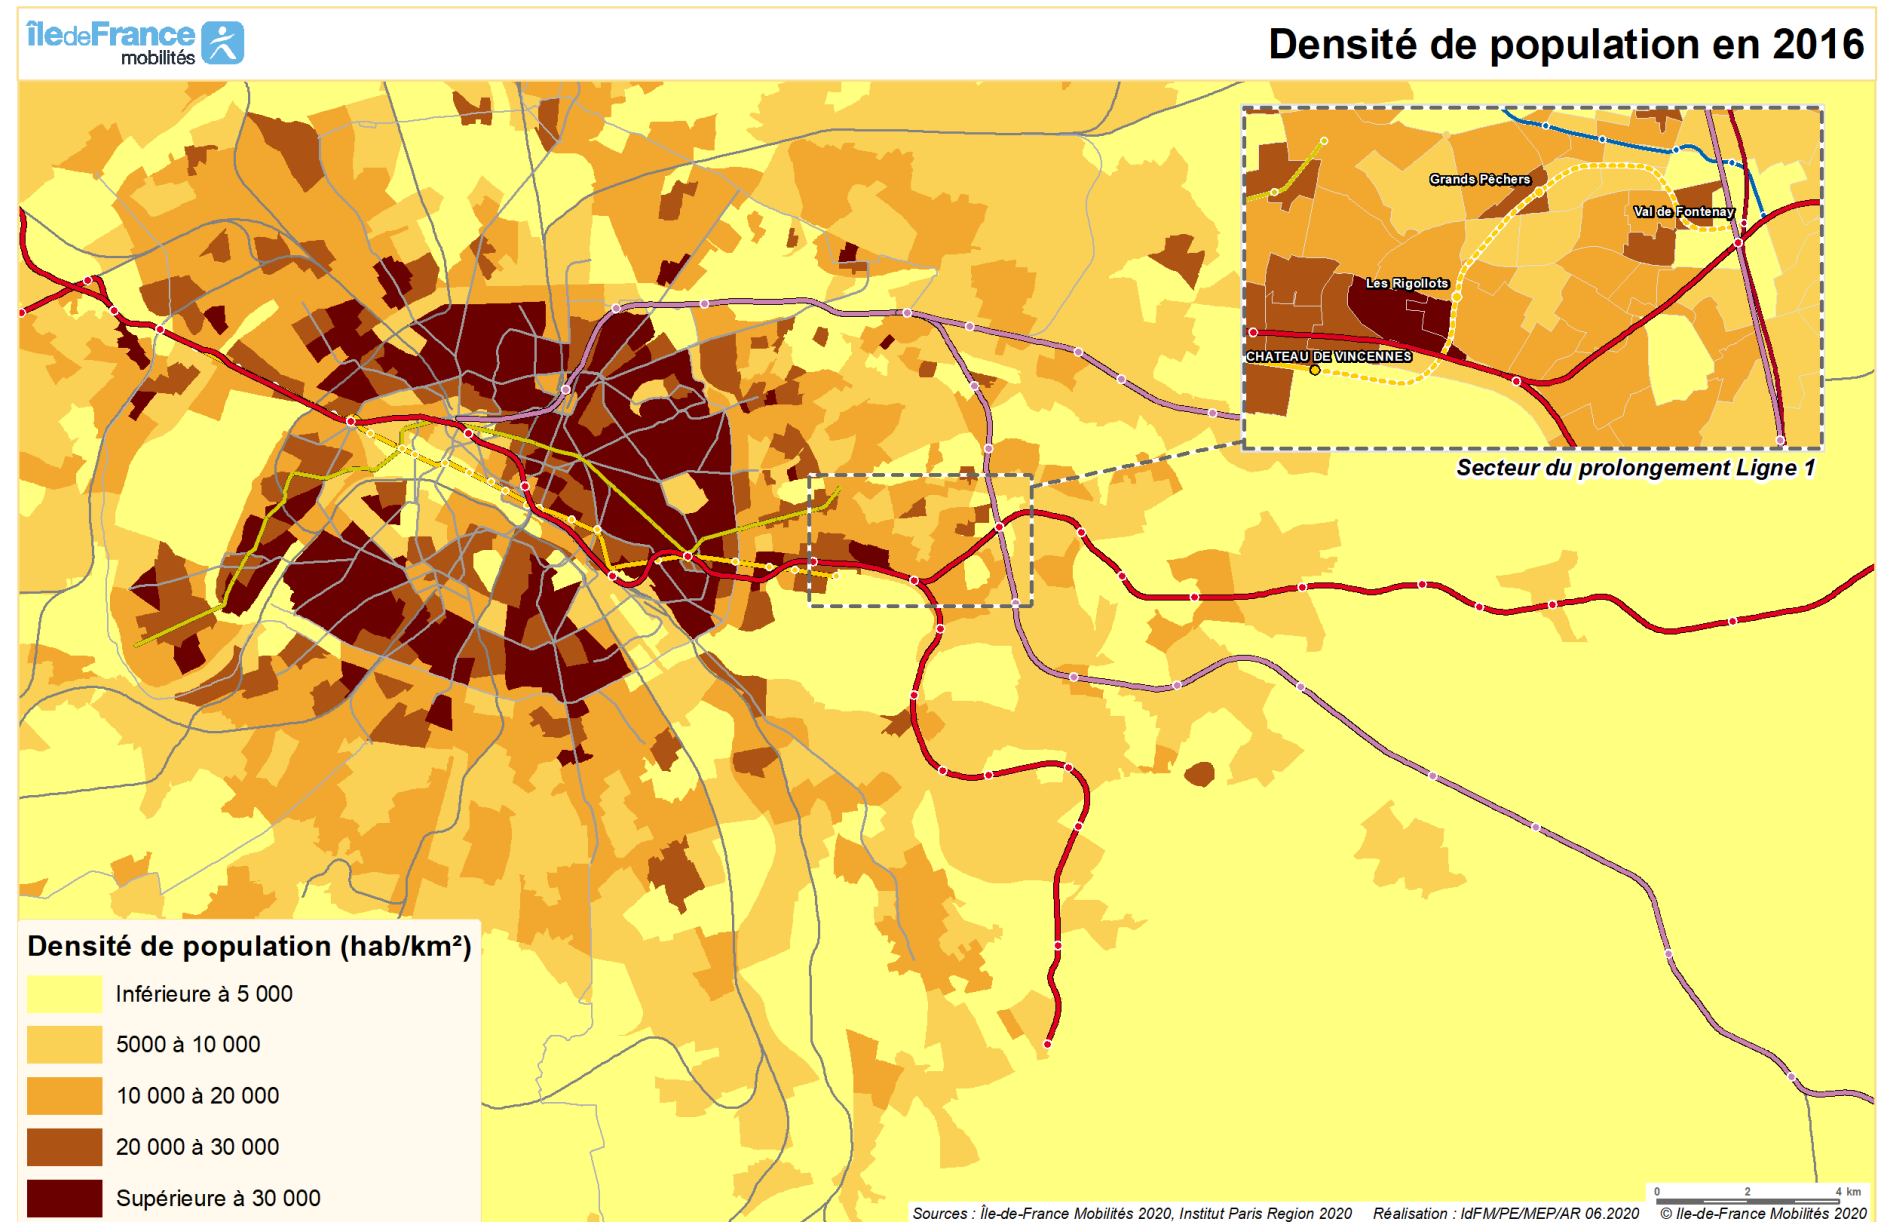 îledeFrance
mobilités
Densité de population en 2016
Grands Pêchers
Val de Fontenay
Les Rigollots
CHATEAU DE VINCENNES
Secteur du prolongement Ligne 1
Densité de population (hab/km²)
Inférieure à 5 000
5000 à 10 000
10 000 à 20 000
20 000 à 30 000
Supérieure à 30 000
0 2 4 km
Sources : Île-de-France Mobilités 2020, Institut Paris Region 2020 Réalisation : IdFM/PE/MEP/AR 06.2020 © Ile-de-France Mobilités 2020